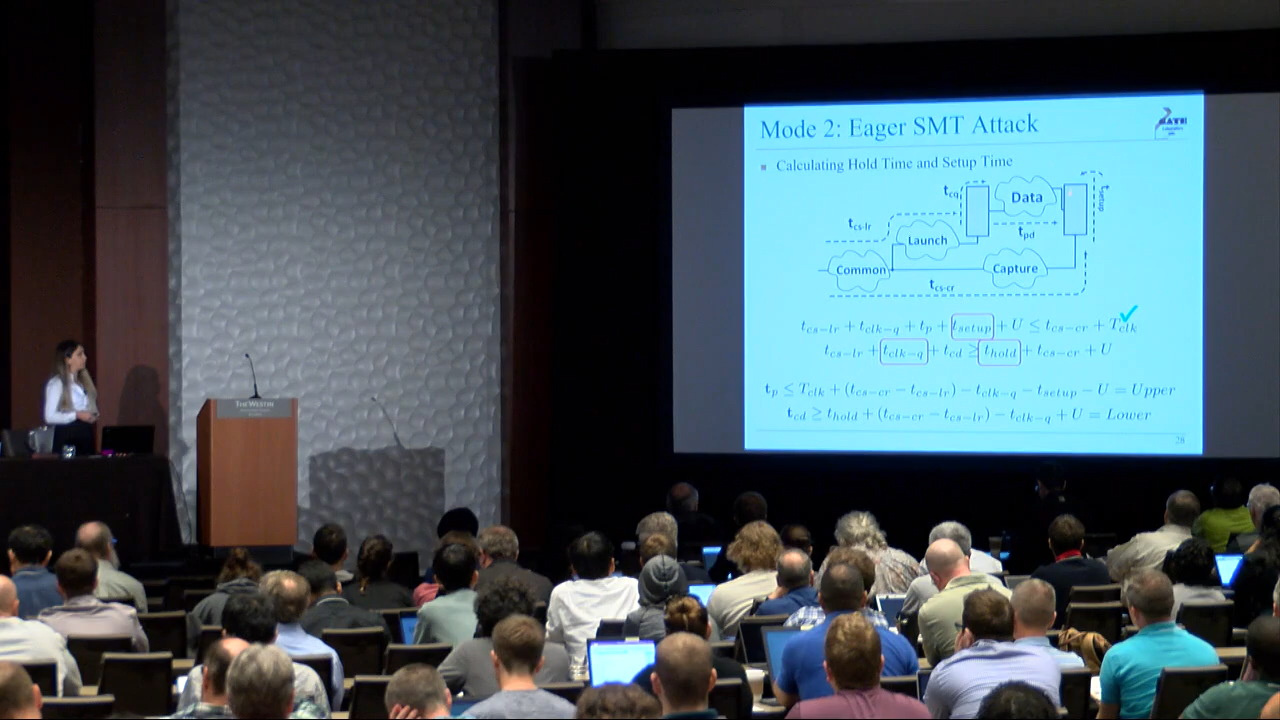 Mode 2: Eager SMT Attack
Calculating Hold Time and Setup Time
t_cq
Data
t_setup
t_cs-lr
Launch
t_pd
Common
Capture
t_cs-cr
t_cs−lr + t_clk−q + t_p + t_setup + U ≤ t_cs−cr + T_clk
t_cs−lr + t_clk−q + t_cd ≥ t_hold + t_cs−cr + U
t_p ≤ T_clk + (t_cs−cr − t_cs−lr) − t_clk−q − t_setup − U = Upper
t_cd ≥ t_hold + (t_cs−cr − t_cs−lr) − t_clk−q + U = Lower
28
THE WESTIN